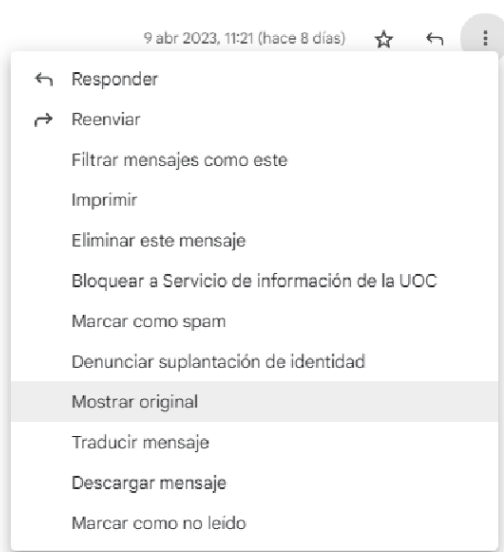 9 abr 2023, 11:21 (hace 8 días)
Responder
Reenviar
Filtrar mensajes como este
Imprimir
Eliminar este mensaje
Bloquear a Servicio de información de la UOC
Marcar como spam
Denunciar suplantación de identidad
Mostrar original
Traducir mensaje
Descargar mensaje
Marcar como no leído